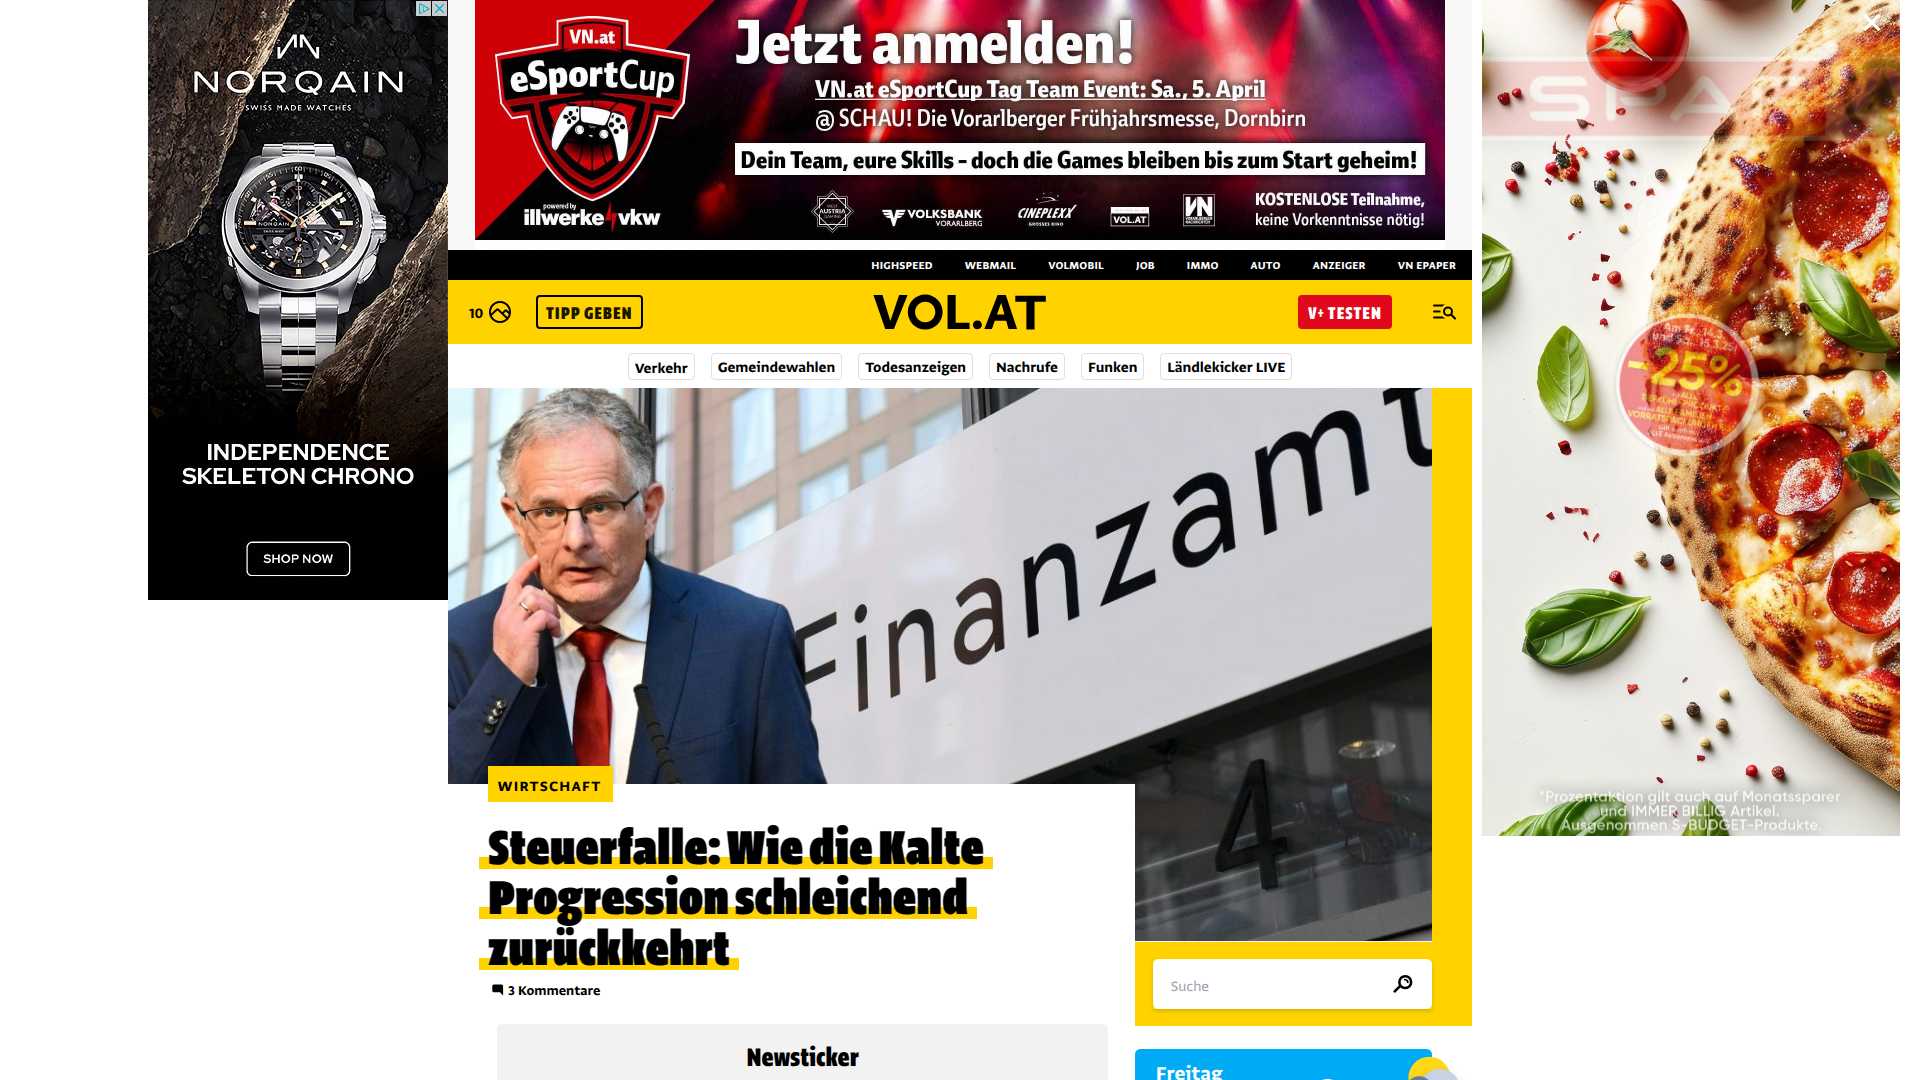 NORQAIN
SWISS MADE WATCHES
INDEPENDENCE
SKELETON CHRONO
SHOP NOW
VN.at
eSportCup
powered by
illwerke vkw
Jetzt anmelden!
VN.at eSportCup Tag Team Event: Sa., 5. April
@ SCHAU! Die Vorarlberger Frühjahrsmesse, Dornbirn
Dein Team, eure Skills – doch die Games bleiben bis zum Start geheim!
AUSTRIA
VOLKSBANK
VORARLBERG
CINEPLEXX
VOL.AT
VN
KOSTENLOSE Teilnahme,
keine Vorkenntnisse nötig!
HIGHSPEED WEBMAIL VOLMOBIL JOB IMMO AUTO ANZEIGER VN EPAPER
10 TIPP GEBEN VOL.AT V+ TESTEN
Verkehr Gemeindewahlen Todesanzeigen Nachrufe Funken Ländlekicker LIVE
Finanzamt
4
WIRTSCHAFT
Steuerfalle: Wie die Kalte
Progression schleichend
zurückkehrt
3 Kommentare
Newsticker
Suche
Freitag
SPA
-25%
*Prozentaktion gilt auch auf Monatssparer
und IMMER BILLIG Artikel.
Ausgenommen S-BUDGET-Produkte.